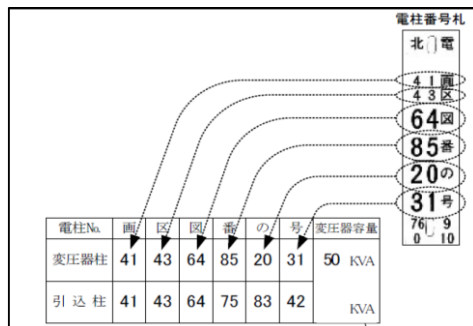 電柱番号札
北 電
41画
43区
64図
85番
20の
31号
76 9
0 10
電柱No. 画 区 図 番 の 号 変圧器容量
変圧器柱 41 43 64 85 20 31 50 KVA
引込柱 41 43 64 75 83 42 KVA